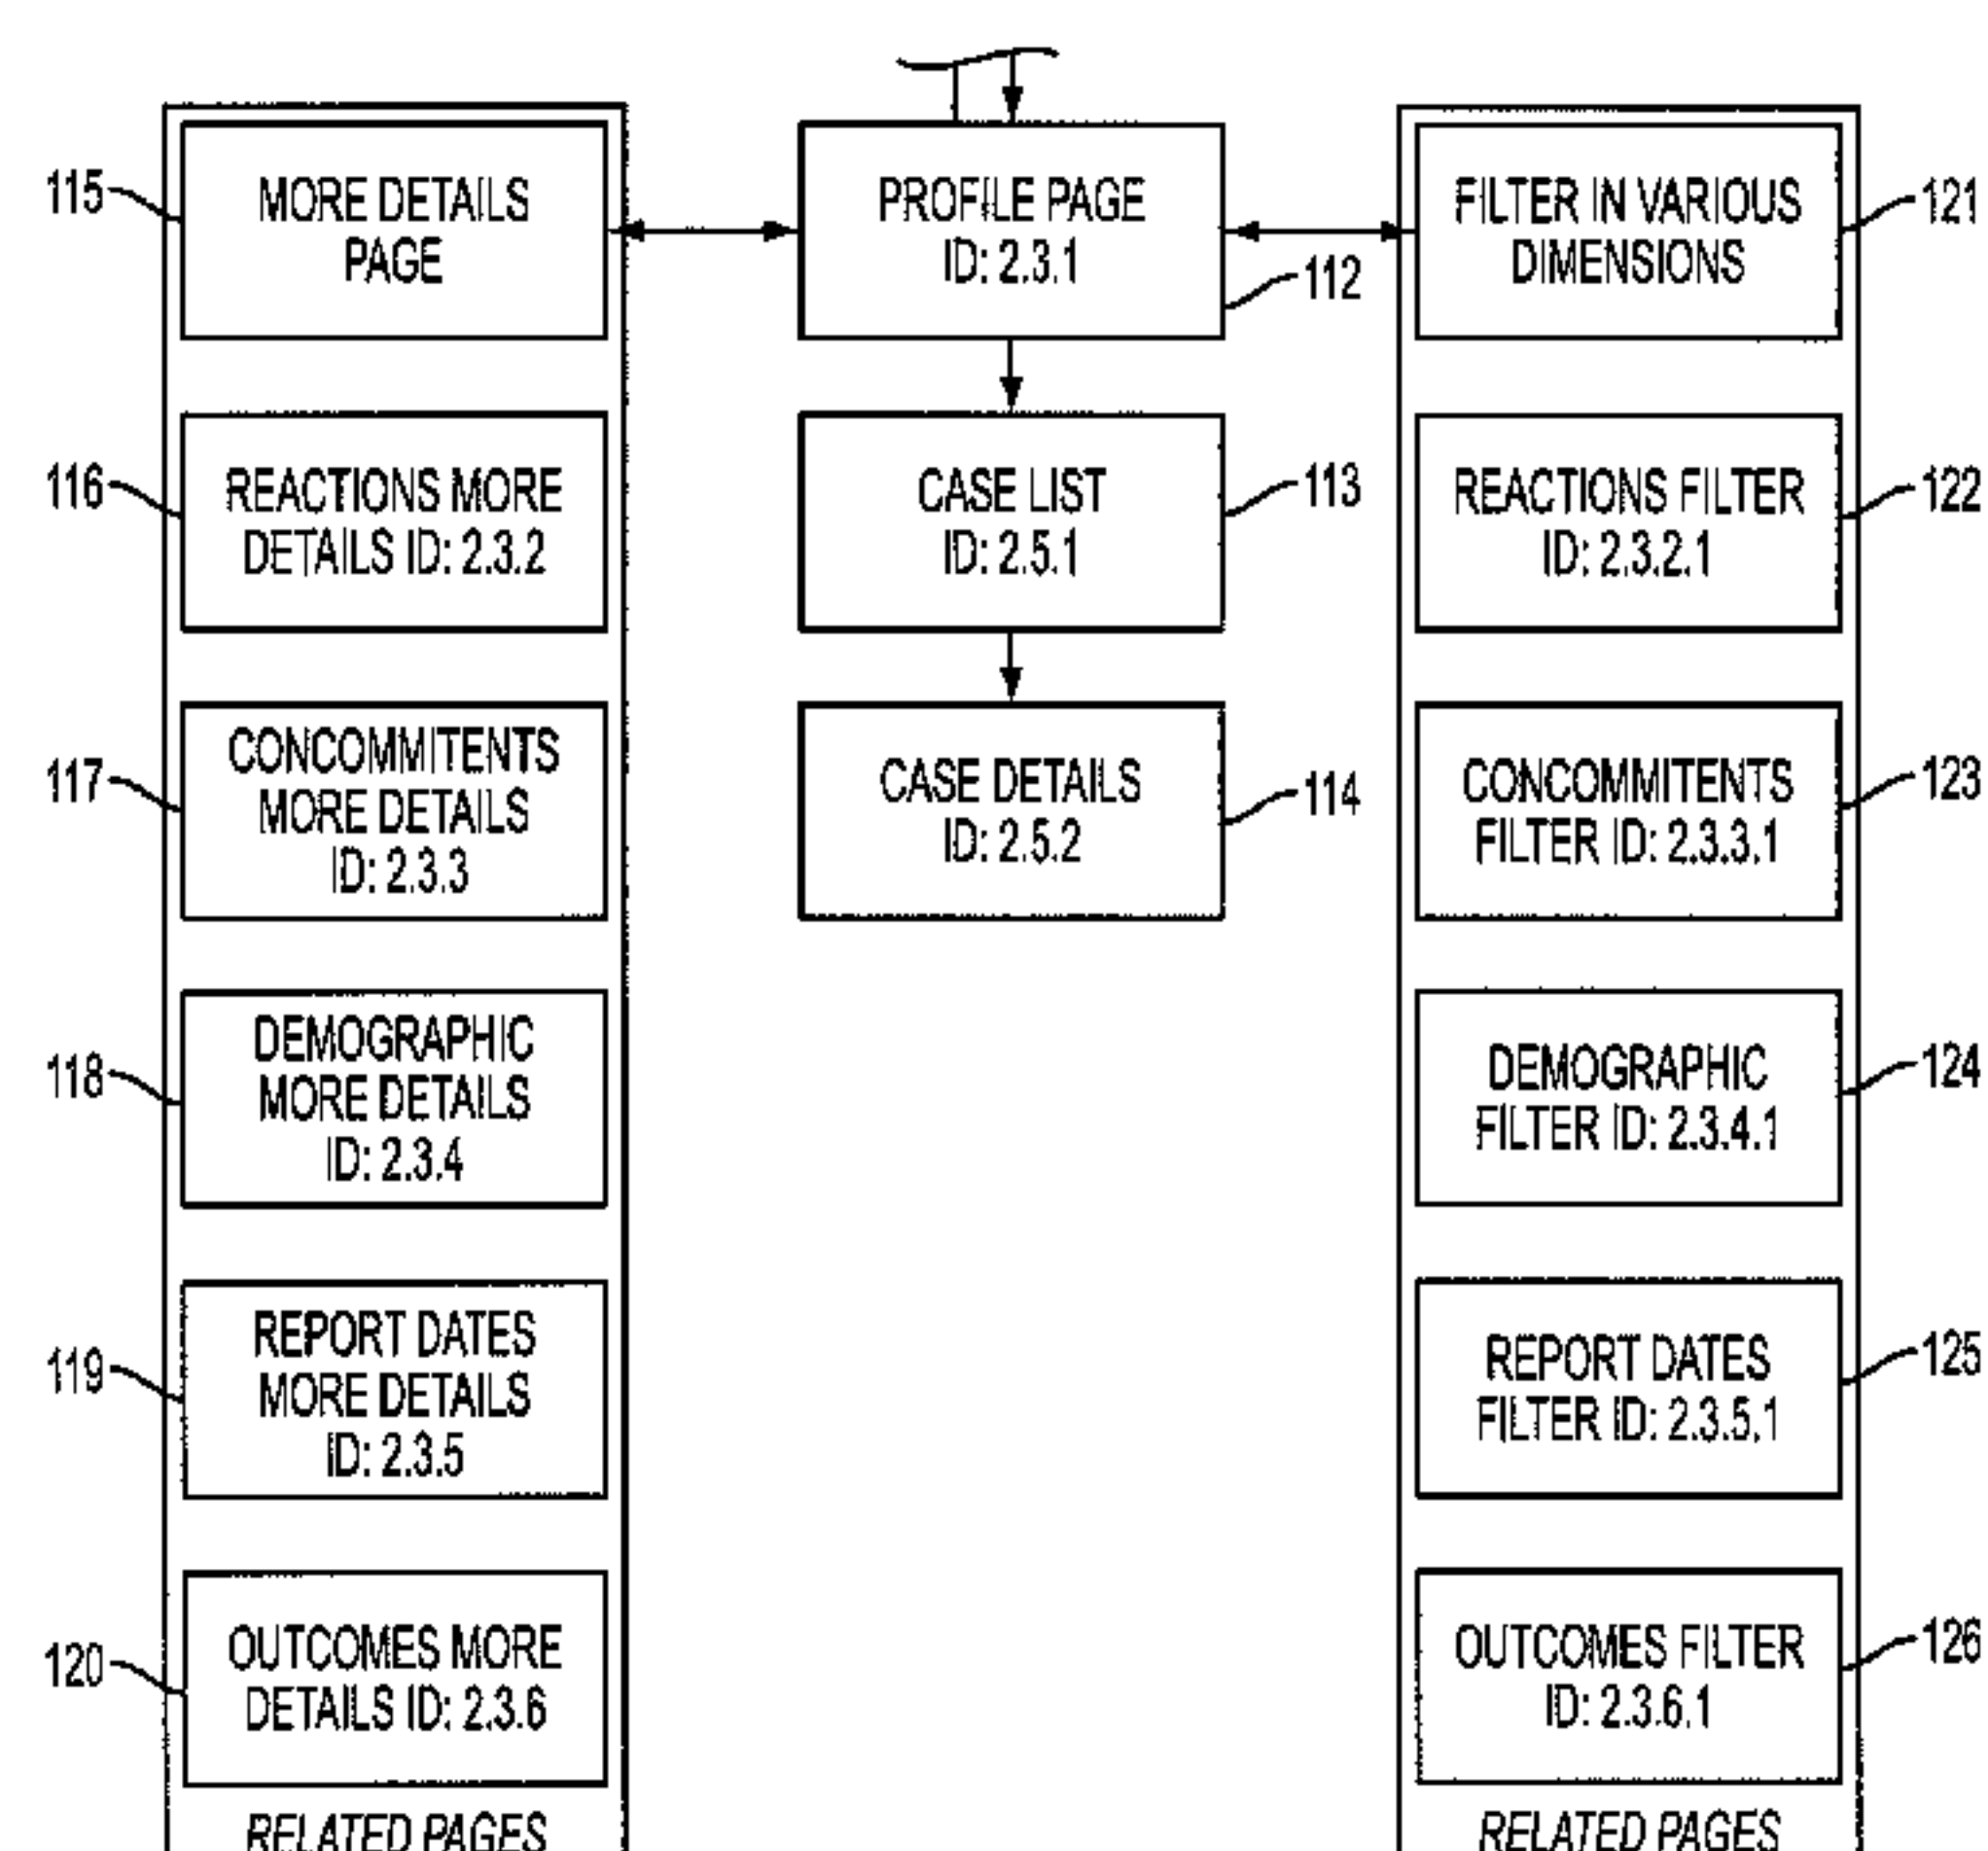 115
MORE DETAILS
PAGE
116
REACTIONS MORE
DETAILS ID: 2.3.2
117
CONCOMMITENTS
MORE DETAILS
ID: 2.3.3
118
DEMOGRAPHIC
MORE DETAILS
ID: 2.3.4
119
REPORT DATES
MORE DETAILS
ID: 2.3.5
120
OUTCOMES MORE
DETAILS ID: 2.3.6
RELATED PAGES
PROFILE PAGE
ID: 2.3.1
112
CASE LIST
ID: 2.5.1
113
CASE DETAILS
ID: 2.5.2
114
FILTER IN VARIOUS
DIMENSIONS
121
REACTIONS FILTER
ID: 2.3.2.1
122
CONCOMMITENTS
FILTER ID: 2.3.3.1
123
DEMOGRAPHIC
FILTER ID: 2.3.4.1
124
REPORT DATES
FILTER ID: 2.3.5.1
125
OUTCOMES FILTER
ID: 2.3.6.1
126
RELATED PAGES